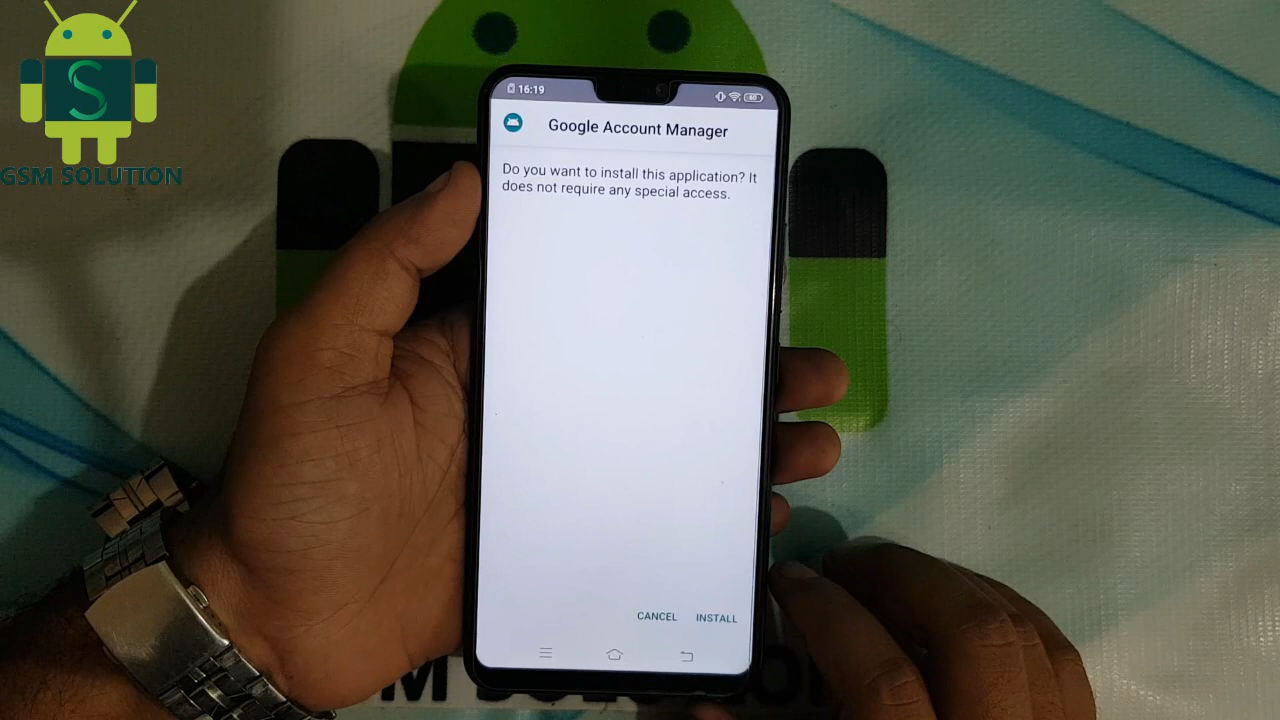 S
GSM SOLUTION
16:19
60
Google Account Manager
Do you want to install this application? It
does not require any special access.
CANCEL INSTALL